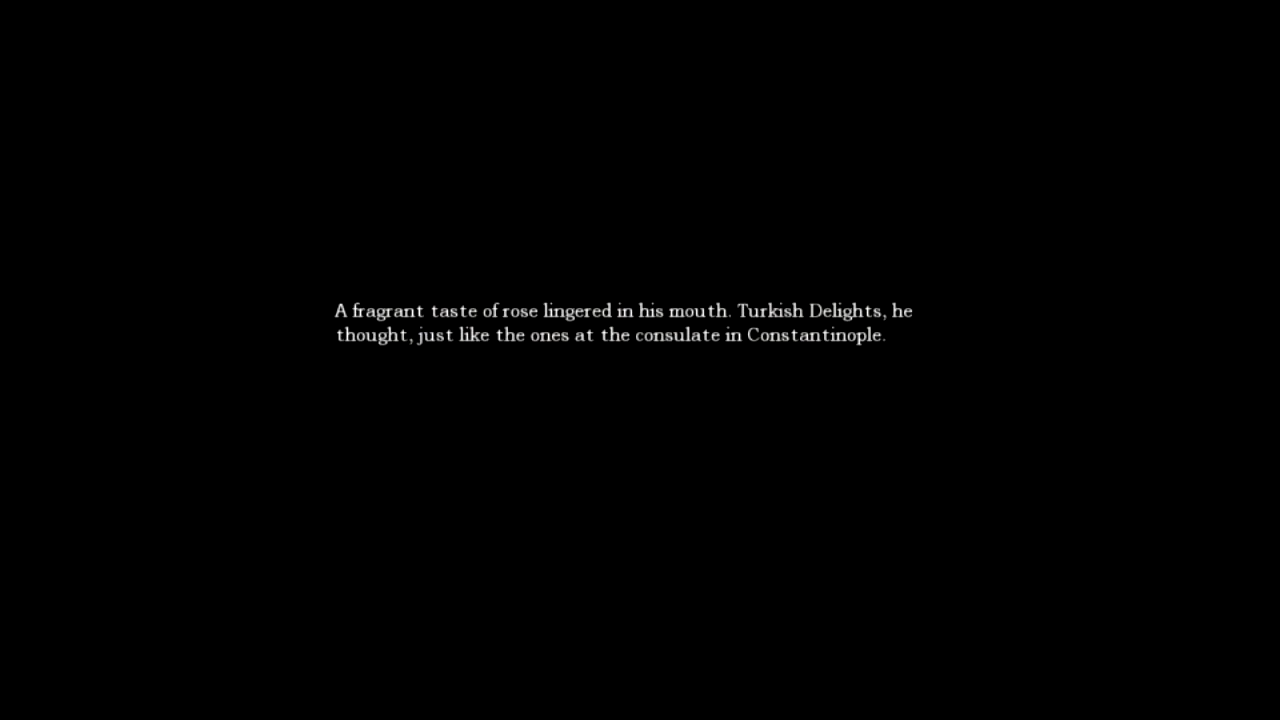 A fragrant taste of rose lingered in his mouth. Turkish Delights, he
thought, just like the ones at the consulate in Constantinople.